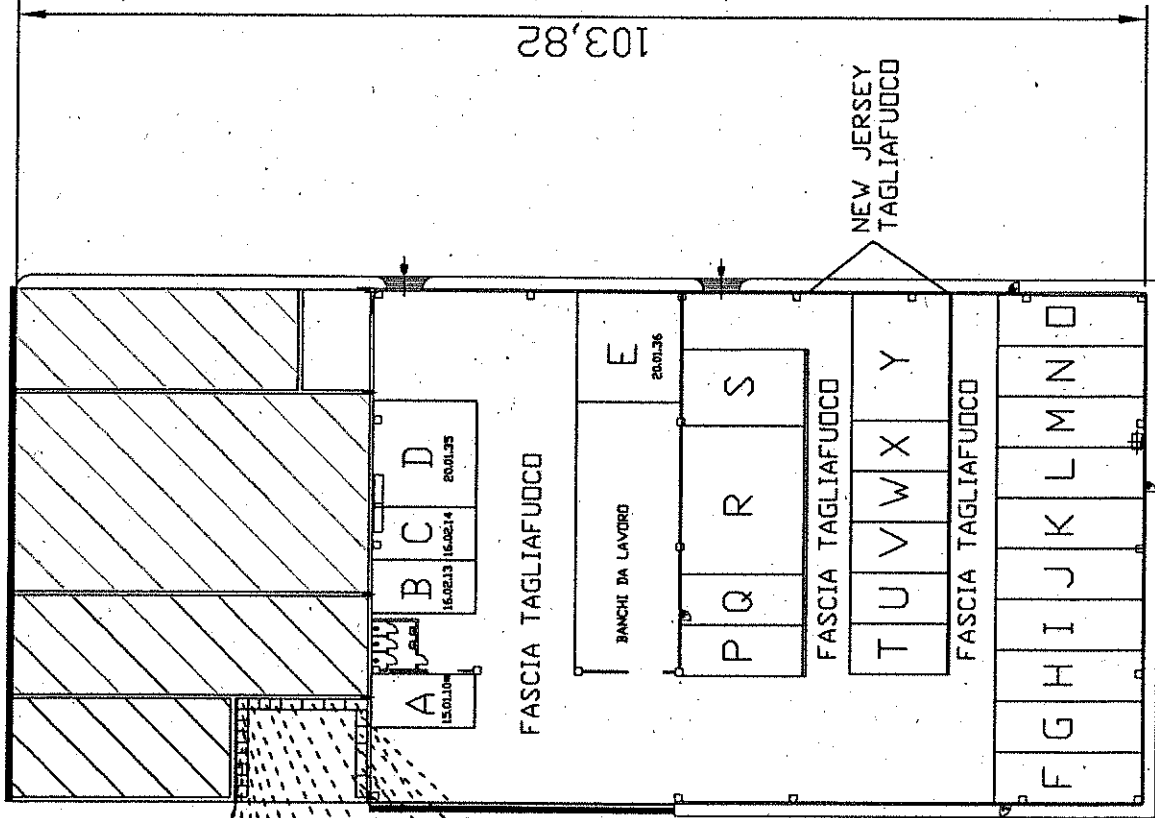 103,82
NEW JERSEY
TAGLIAFUOCO
A
15.01.10*
B
16.02.13
C
16.02.14
D
20.01.35
FASCIA TAGLIAFUOCO
BANCHI DA LAVORO
E
20.01.36
P Q R S
FASCIA TAGLIAFUOCO
T U V W X Y
FASCIA TAGLIAFUOCO
F G H I J K L M N O